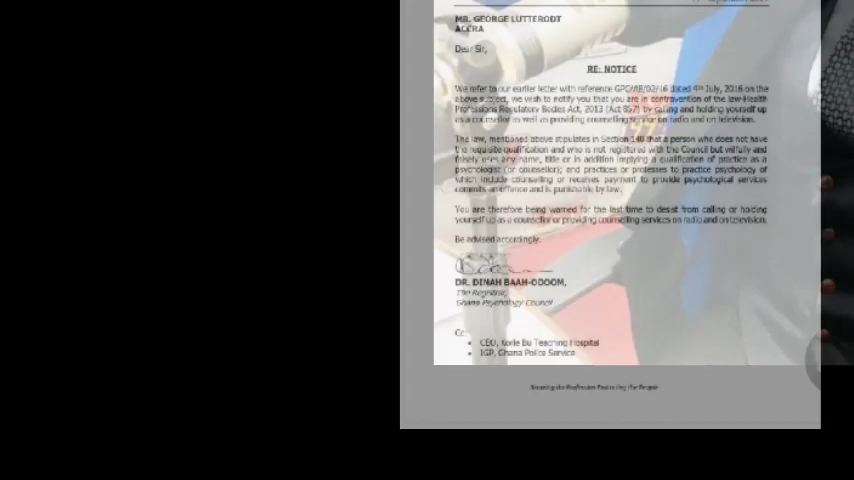 MR. GEORGE LUTTERODT
ACCRA
Dear Sir,
RE: NOTICE
We refer to our earlier letter with reference GPC/MB/02/16 dated 4th July, 2016 on the
above subject, we wish to notify you that you are in contravention of the law-Health
Professions Regulatory Bodies Act, 2013 (Act 857) by calling and holding yourself up
as a counsellor as well as providing counselling service on radio and on television.
The law, mentioned above stipulates in Section 140 that a person who does not have
the requisite qualification and who is not registered with the Council but wilfully and
falsely uses any name, title or in addition implying a qualification of practice as a
psychologist (or counsellor); and practices or professes to practice psychology of
which include counselling or receives payment to provide psychological services
commits an offence and is punishable by law.
You are therefore being warned for the last time to desist from calling or holding
yourself up as a counsellor or providing counselling services on radio and on television.
Be advised accordingly.
DR. DINAH BAAH-ODOOM,
The Registrar,
Ghana Psychology Council
Cc:
• CEO, Korle Bu Teaching Hospital
• IGP, Ghana Police Service
the Profession Protecting the People